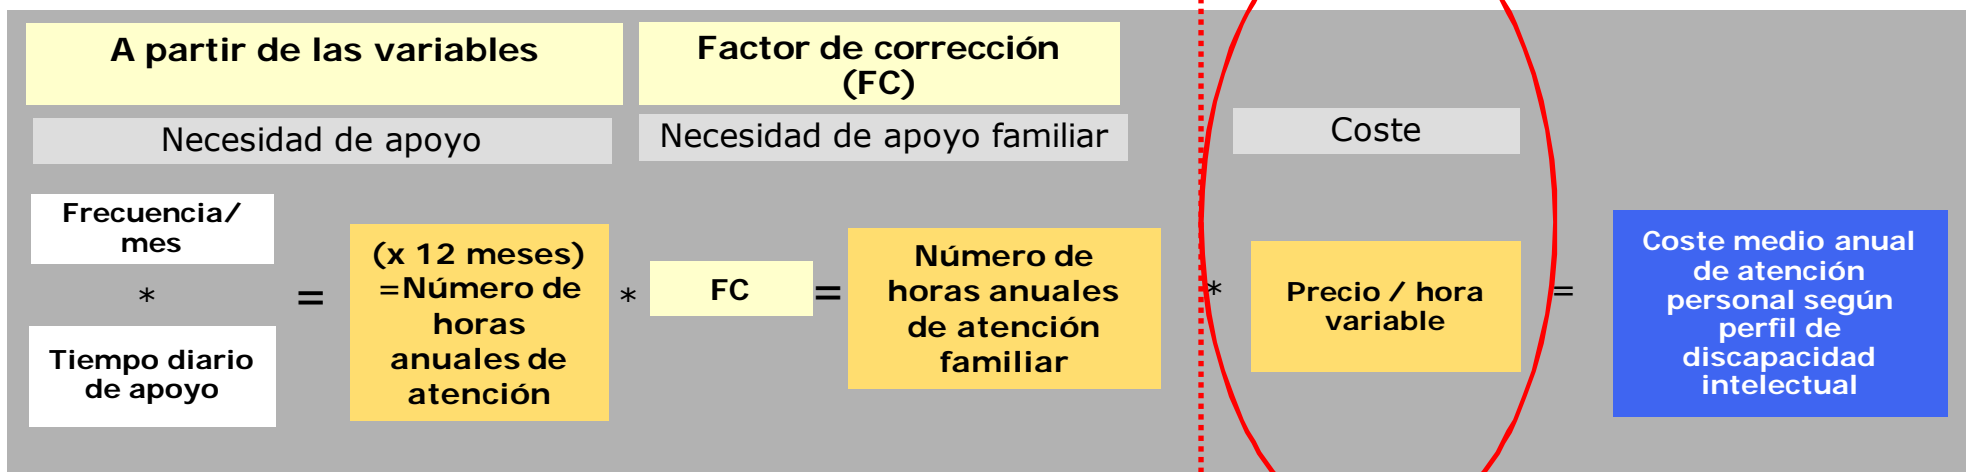 A partir de las variables
Factor de corrección
(FC)
Necesidad de apoyo
Necesidad de apoyo familiar
Coste
Frecuencia/
mes
*
Tiempo diario
de apoyo
=
(x 12 meses)
=Número de
horas
anuales de
atención
*
FC
=
Número de
horas anuales
de atención
familiar
*
Precio / hora
variable
=
Coste medio anual
de atención
personal según
perfil de
discapacidad
intelectual